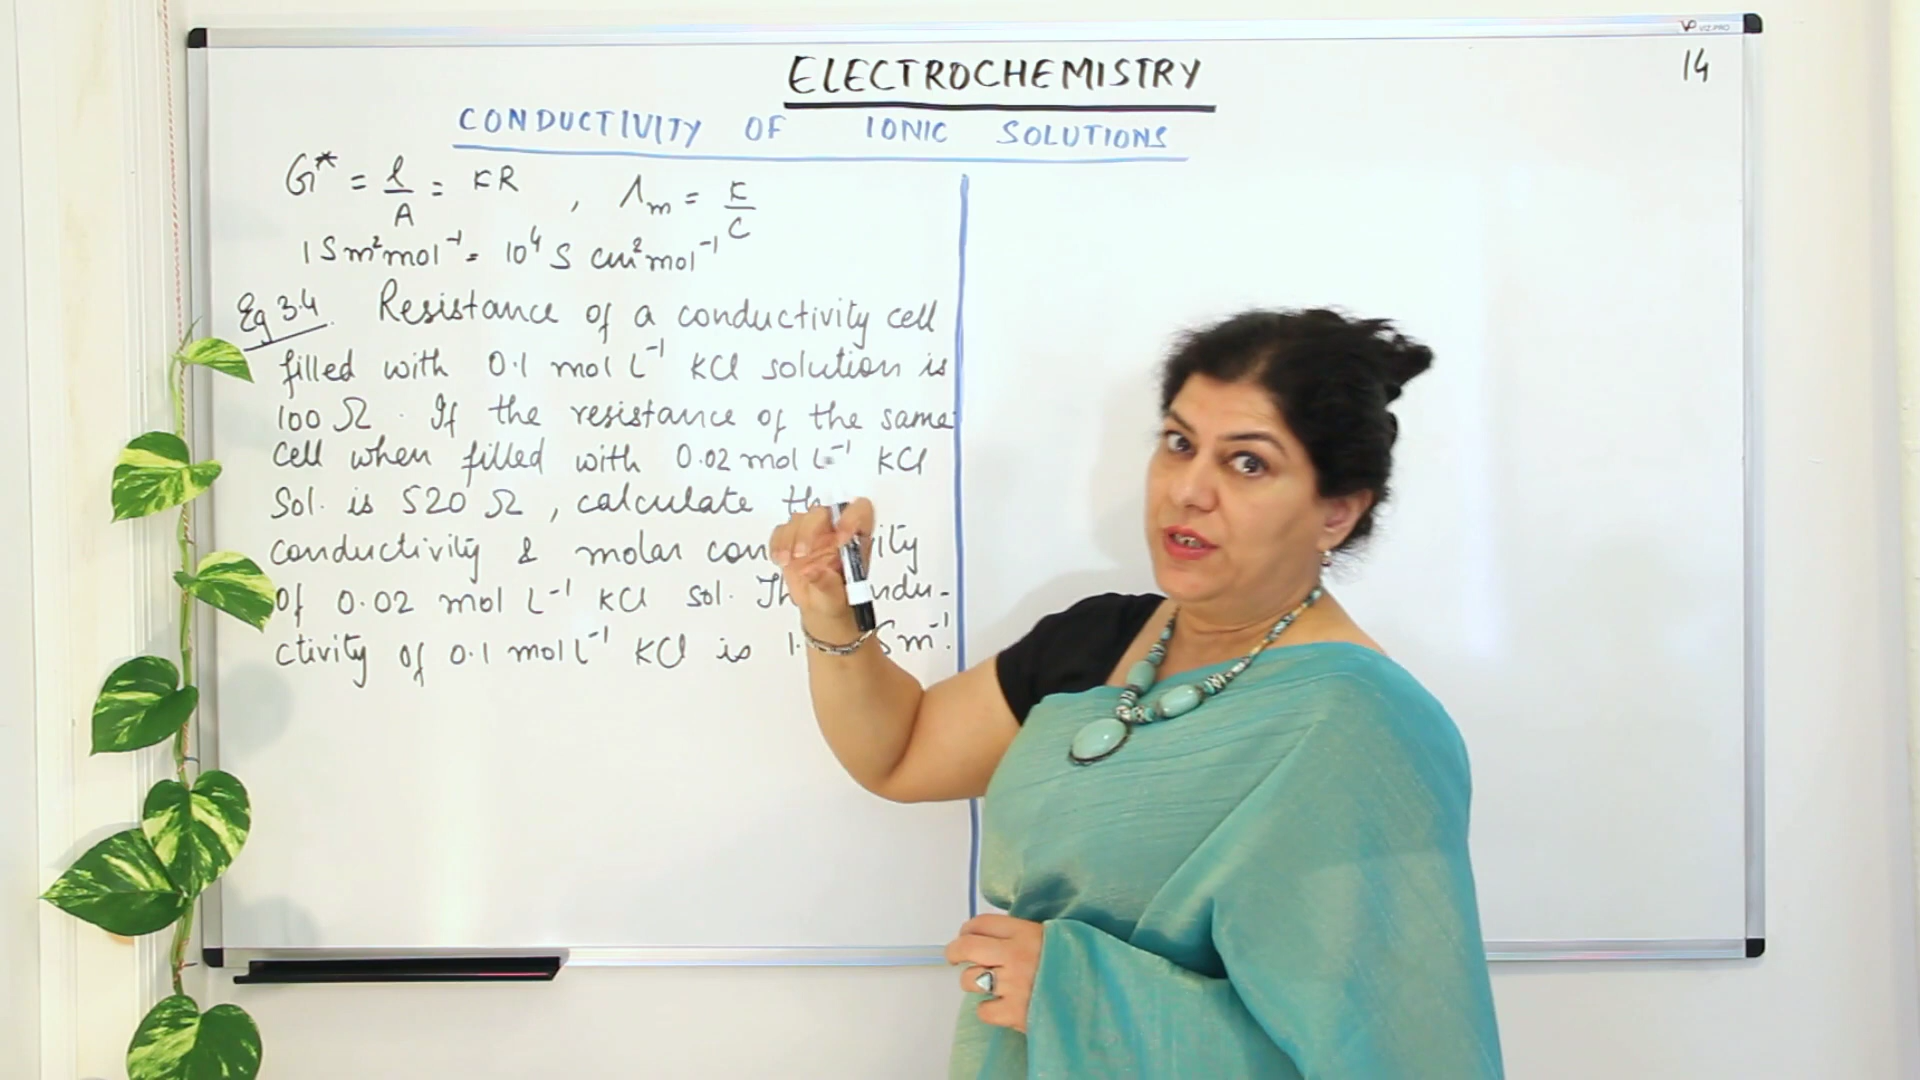 VIZ-PRO
ELECTROCHEMISTRY
14
CONDUCTIVITY OF IONIC SOLUTIONS
G* = l/A = κR , Λm = κ/C
1 S m² mol⁻¹ = 10⁴ S cm² mol⁻¹
Eg 3.4 Resistance of a conductivity cell
filled with 0.1 mol L⁻¹ KCl solution is
100 Ω. If the resistance of the same
cell when filled with 0.02 mol L⁻¹ KCl
Sol. is 520 Ω, calculate
conductivity & molar
of 0.02 mol L⁻¹ KCl sol.
ctivity of 0.1 mol L⁻¹ KCl is S m⁻¹.